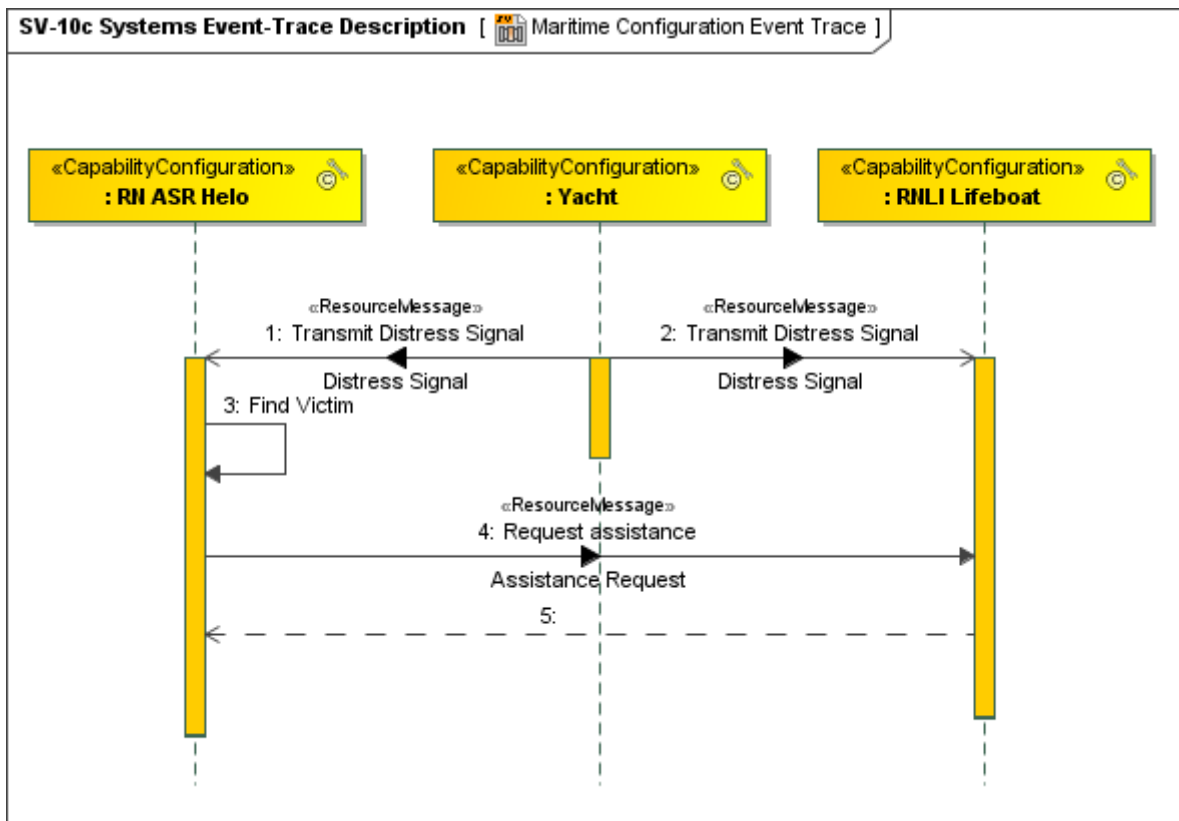 SV-10c Systems Event-Trace Description [ Maritime Configuration Event Trace ]
«CapabilityConfiguration»
: RN ASR Helo
«CapabilityConfiguration»
: Yacht
«CapabilityConfiguration»
: RNLI Lifeboat
«ResourceMessage»
1: Transmit Distress Signal
Distress Signal
«ResourceMessage»
2: Transmit Distress Signal
Distress Signal
3: Find Victim
«ResourceMessage»
4: Request assistance
Assistance Request
5: